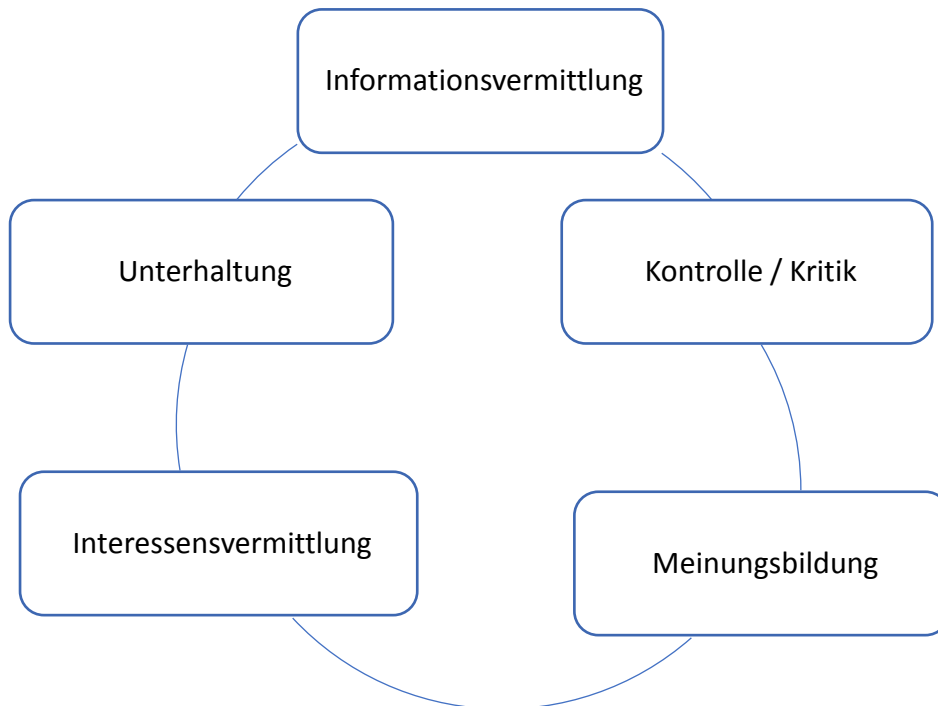 Informationsvermittlung
Unterhaltung
Kontrolle / Kritik
Interessensvermittlung
Meinungsbildung